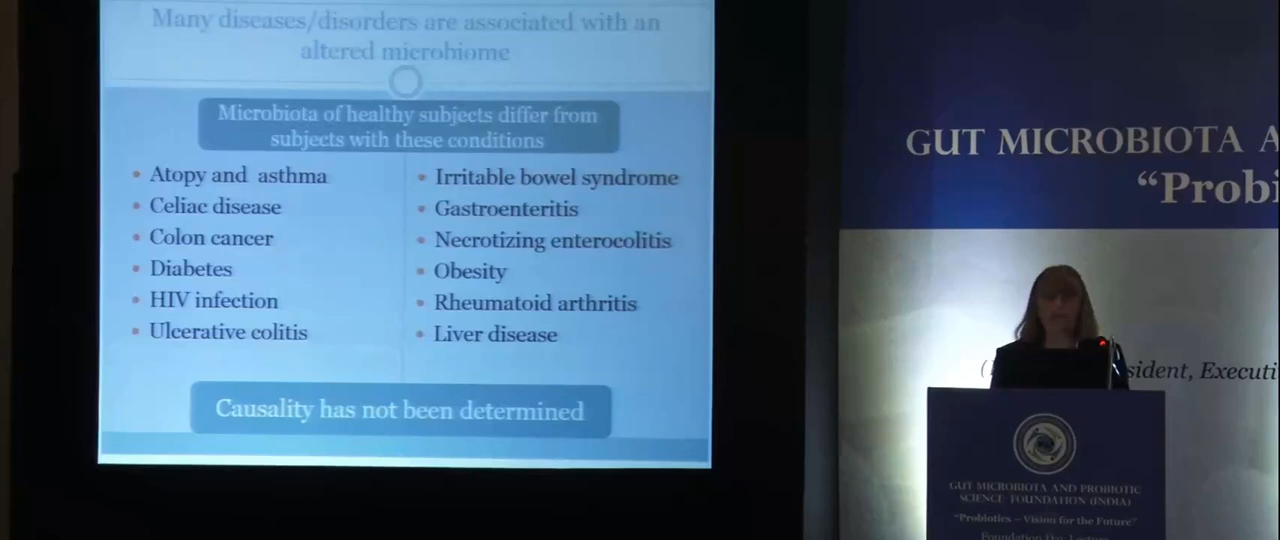 Many diseases/disorders are associated with an
altered microbiome
Microbiota of healthy subjects differ from
subjects with these conditions
Atopy and asthma
Celiac disease
Colon cancer
Diabetes
HIV infection
Ulcerative colitis
Irritable bowel syndrome
Gastroenteritis
Necrotizing enterocolitis
Obesity
Rheumatoid arthritis
Liver disease
Causality has not been determined
GUT MICROBIOTA A
“Probi
sident, Executi
GUT MICROBIOTA AND PROBIOTIC
SCIENCE FOUNDATION (INDIA)
“Probiotics – Vision for the Future”
Foundation Day Lecture